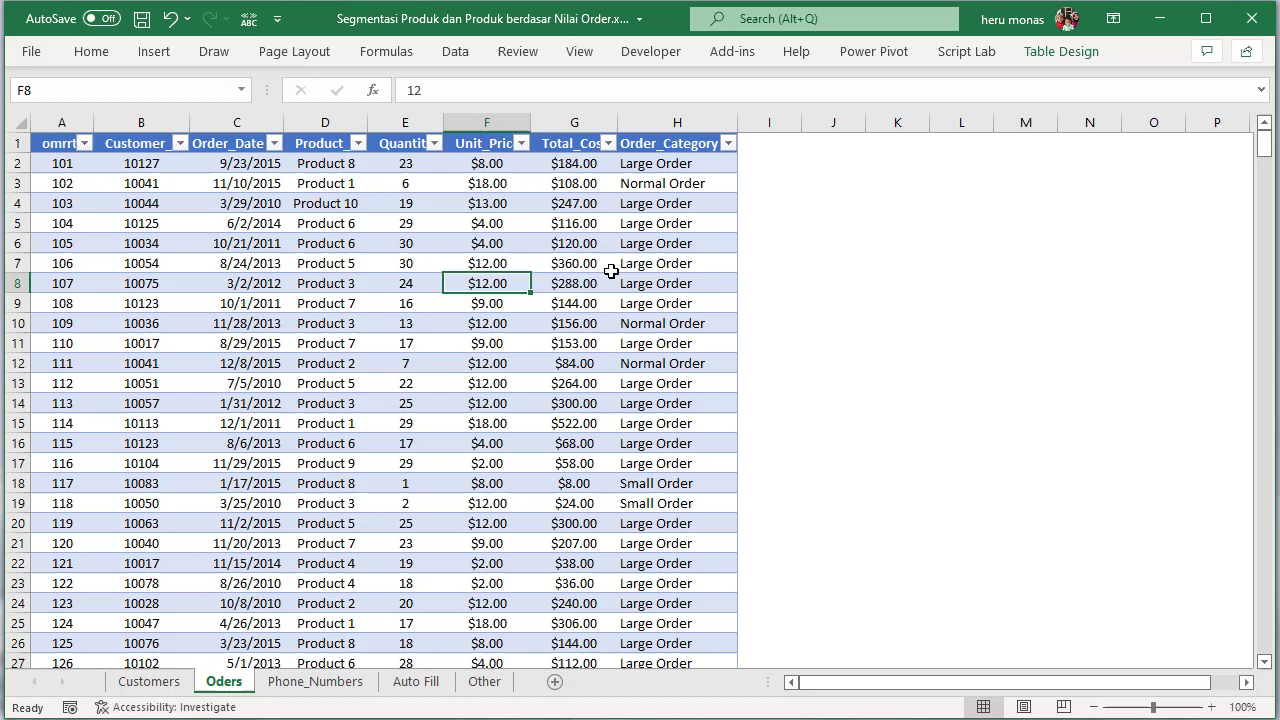 AutoSave Off Segmentasi Produk dan Produk berdasar Nilai Order.x... Search (Alt+Q) heru monas
File Home Insert Draw Page Layout Formulas Data Review View Developer Add-ins Help Power Pivot Script Lab Table Design
F8 fx 12
A B C D E F G H I J K L M N O P
1 omrrt Customer_ Order_Date Product_ Quantit Unit_Pric Total_Cos Order_Category
2 101 10127 9/23/2015 Product 8 23 $8.00 $184.00 Large Order
3 102 10041 11/10/2015 Product 1 6 $18.00 $108.00 Normal Order
4 103 10044 3/29/2010 Product 10 19 $13.00 $247.00 Large Order
5 104 10125 6/2/2014 Product 6 29 $4.00 $116.00 Large Order
6 105 10034 10/21/2011 Product 6 30 $4.00 $120.00 Large Order
7 106 10054 8/24/2013 Product 5 30 $12.00 $360.00 Large Order
8 107 10075 3/2/2012 Product 3 24 $12.00 $288.00 Large Order
9 108 10123 10/1/2011 Product 7 16 $9.00 $144.00 Large Order
10 109 10036 11/28/2013 Product 3 13 $12.00 $156.00 Normal Order
11 110 10017 8/29/2015 Product 7 17 $9.00 $153.00 Large Order
12 111 10041 12/8/2015 Product 2 7 $12.00 $84.00 Normal Order
13 112 10051 7/5/2010 Product 5 22 $12.00 $264.00 Large Order
14 113 10057 1/31/2012 Product 3 25 $12.00 $300.00 Large Order
15 114 10113 12/1/2011 Product 1 29 $18.00 $522.00 Large Order
16 115 10123 8/6/2013 Product 6 17 $4.00 $68.00 Large Order
17 116 10104 11/29/2015 Product 9 29 $2.00 $58.00 Large Order
18 117 10083 1/17/2015 Product 8 1 $8.00 $8.00 Small Order
19 118 10050 3/25/2010 Product 3 2 $12.00 $24.00 Small Order
20 119 10063 11/2/2015 Product 5 25 $12.00 $300.00 Large Order
21 120 10040 11/20/2013 Product 7 23 $9.00 $207.00 Large Order
22 121 10017 11/15/2014 Product 4 19 $2.00 $38.00 Large Order
23 122 10078 8/26/2010 Product 4 18 $2.00 $36.00 Large Order
24 123 10028 10/8/2010 Product 2 20 $12.00 $240.00 Large Order
25 124 10047 4/26/2013 Product 1 17 $18.00 $306.00 Large Order
26 125 10076 3/23/2015 Product 8 18 $8.00 $144.00 Large Order
27 126 10102 5/1/2013 Product 6 28 $4.00 $112.00 Large Order
Customers Oders Phone_Numbers Auto Fill Other
Ready Accessibility: Investigate 100%